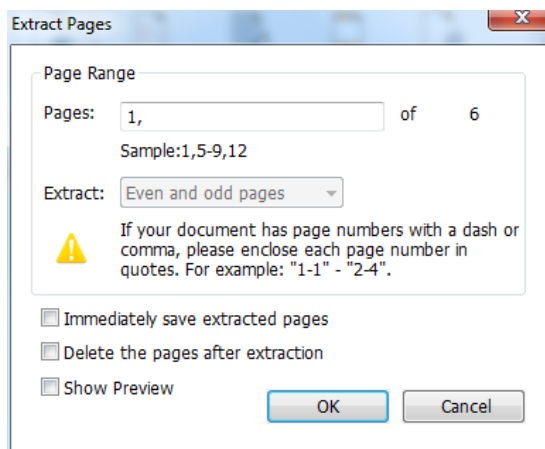 Extract Pages
x
Page Range
Pages: 1, of 6
Sample:1,5-9,12
Extract: Even and odd pages
If your document has page numbers with a dash or
comma, please enclose each page number in
quotes. For example: "1-1" - "2-4".
Immediately save extracted pages
Delete the pages after extraction
Show Preview
OK Cancel